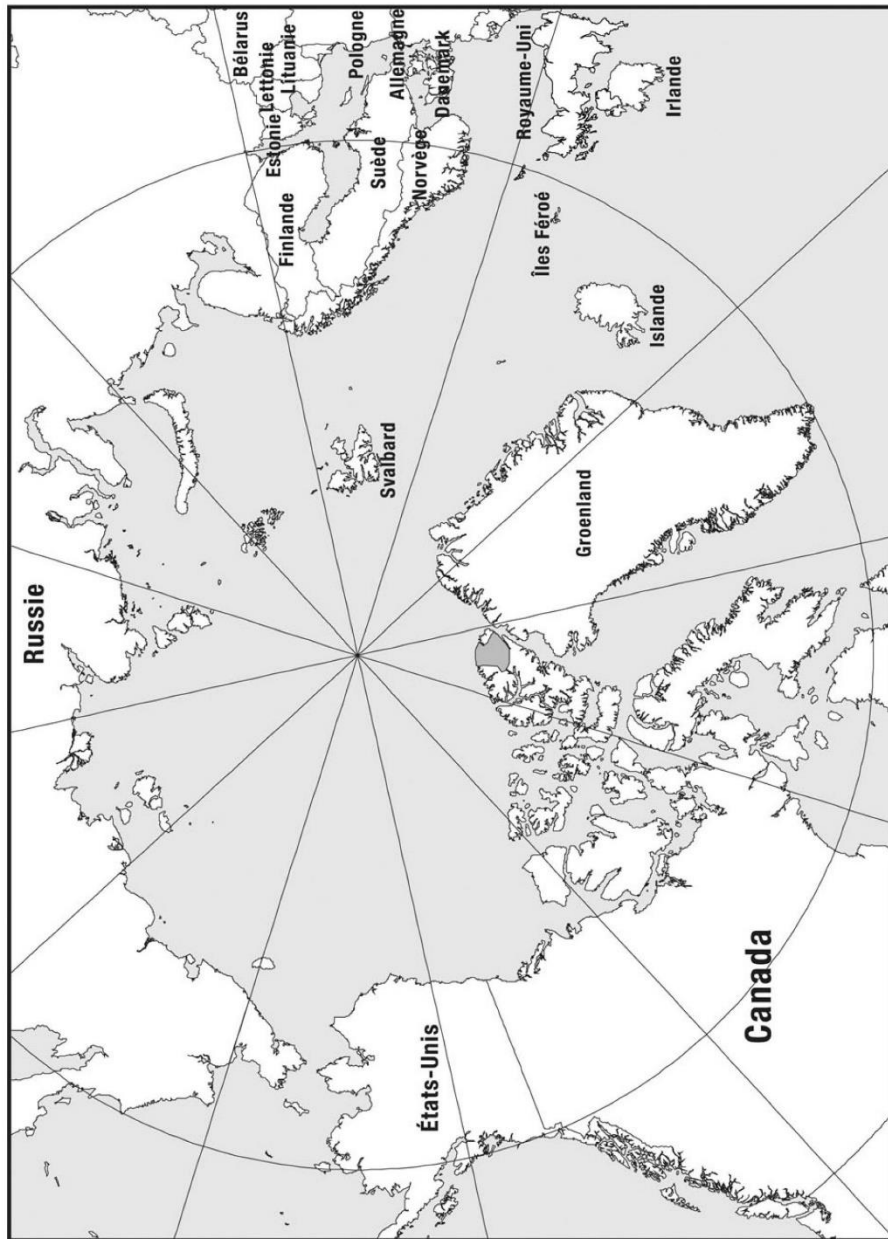 Russie
Bélarus
Lettonie
Lituanie
Estonie
Pologne
Allemagne
Danemark
Finlande
Suède
Norvège
Royaume-Uni
Irlande
Îles Féroé
Islande
Svalbard
Groenland
États-Unis
Canada